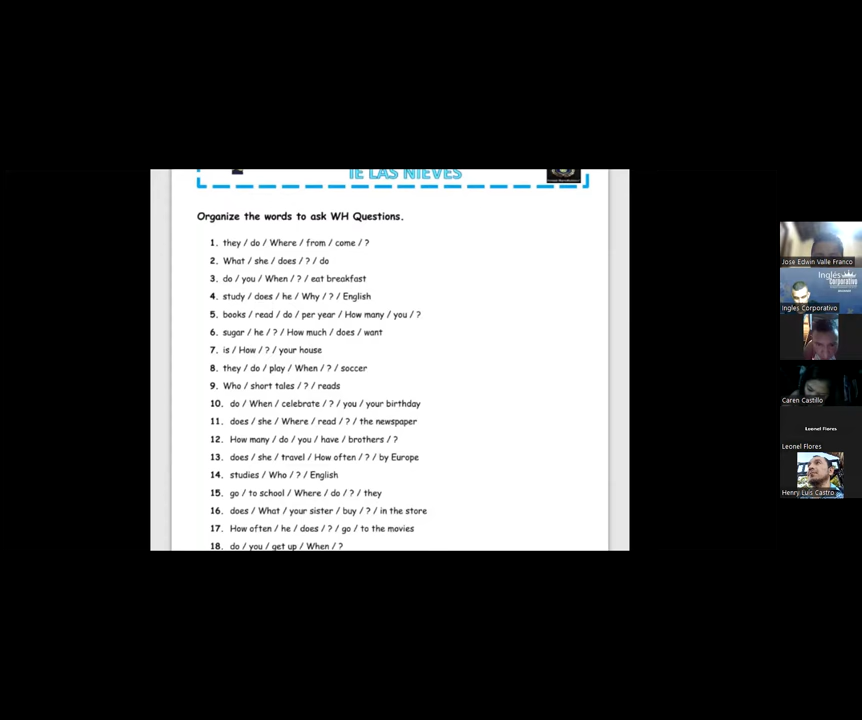 IE LAS NIEVES
Organize the words to ask WH Questions.
1. they / do / Where / from / come / ?
2. What / she / does / ? / do
3. do / you / When / ? / eat breakfast
4. study / does / he / Why / ? / English
5. books / read / do / per year / How many / you / ?
6. sugar / he / ? / How much / does / want
7. is / How / ? / your house
8. they / do / play / When / ? / soccer
9. Who / short tales / ? / reads
10. do / When / celebrate / ? / you / your birthday
11. does / she / Where / read / ? / the newspaper
12. How many / do / you / have / brothers / ?
13. does / she / travel / How often / ? / by Europe
14. studies / Who / ? / English
15. go / to school / Where / do / ? / they
16. does / What / your sister / buy / ? / in the store
17. How often / he / does / ? / go / to the movies
18. do / you / get up / When / ?
Jose Edwin Valle Franco
Inglés
Corporativo
Ingles Corporativo
Caren Castillo
Leonel Flores
Leonel Flores
Henry Luis Castro